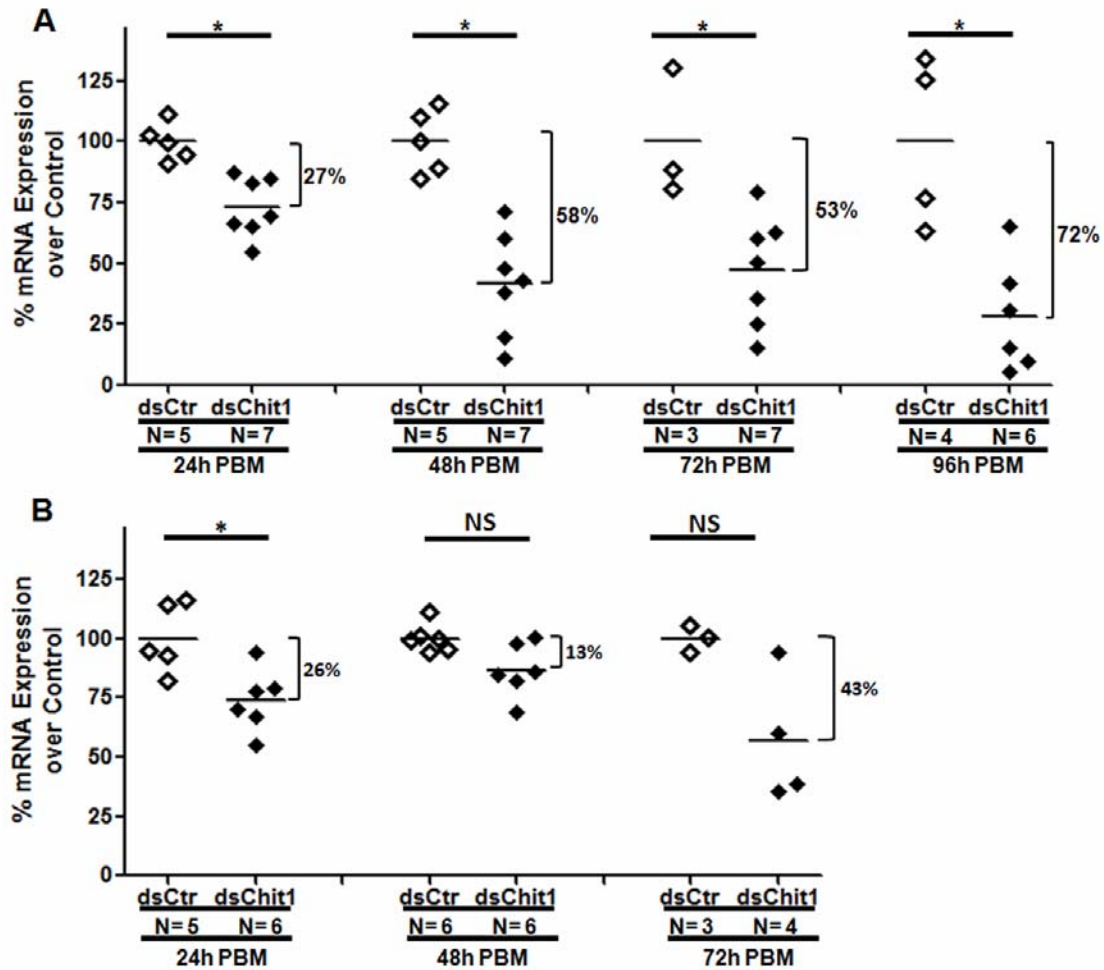 A
* * * *
% mRNA Expression
over Control
125
100
75
50
25
0
27%
58%
53%
72%
dsCtr dsChit1 dsCtr dsChit1 dsCtr dsChit1 dsCtr dsChit1
N= 5 N= 7 N= 5 N= 7 N= 3 N= 7 N= 4 N= 6
24h PBM 48h PBM 72h PBM 96h PBM
B
* NS NS
% mRNA Expression
over Control
125
100
75
50
25
0
26%
13%
43%
dsCtr dsChit1 dsCtr dsChit1 dsCtr dsChit1
N= 5 N= 6 N= 6 N= 6 N= 3 N= 4
24h PBM 48h PBM 72h PBM